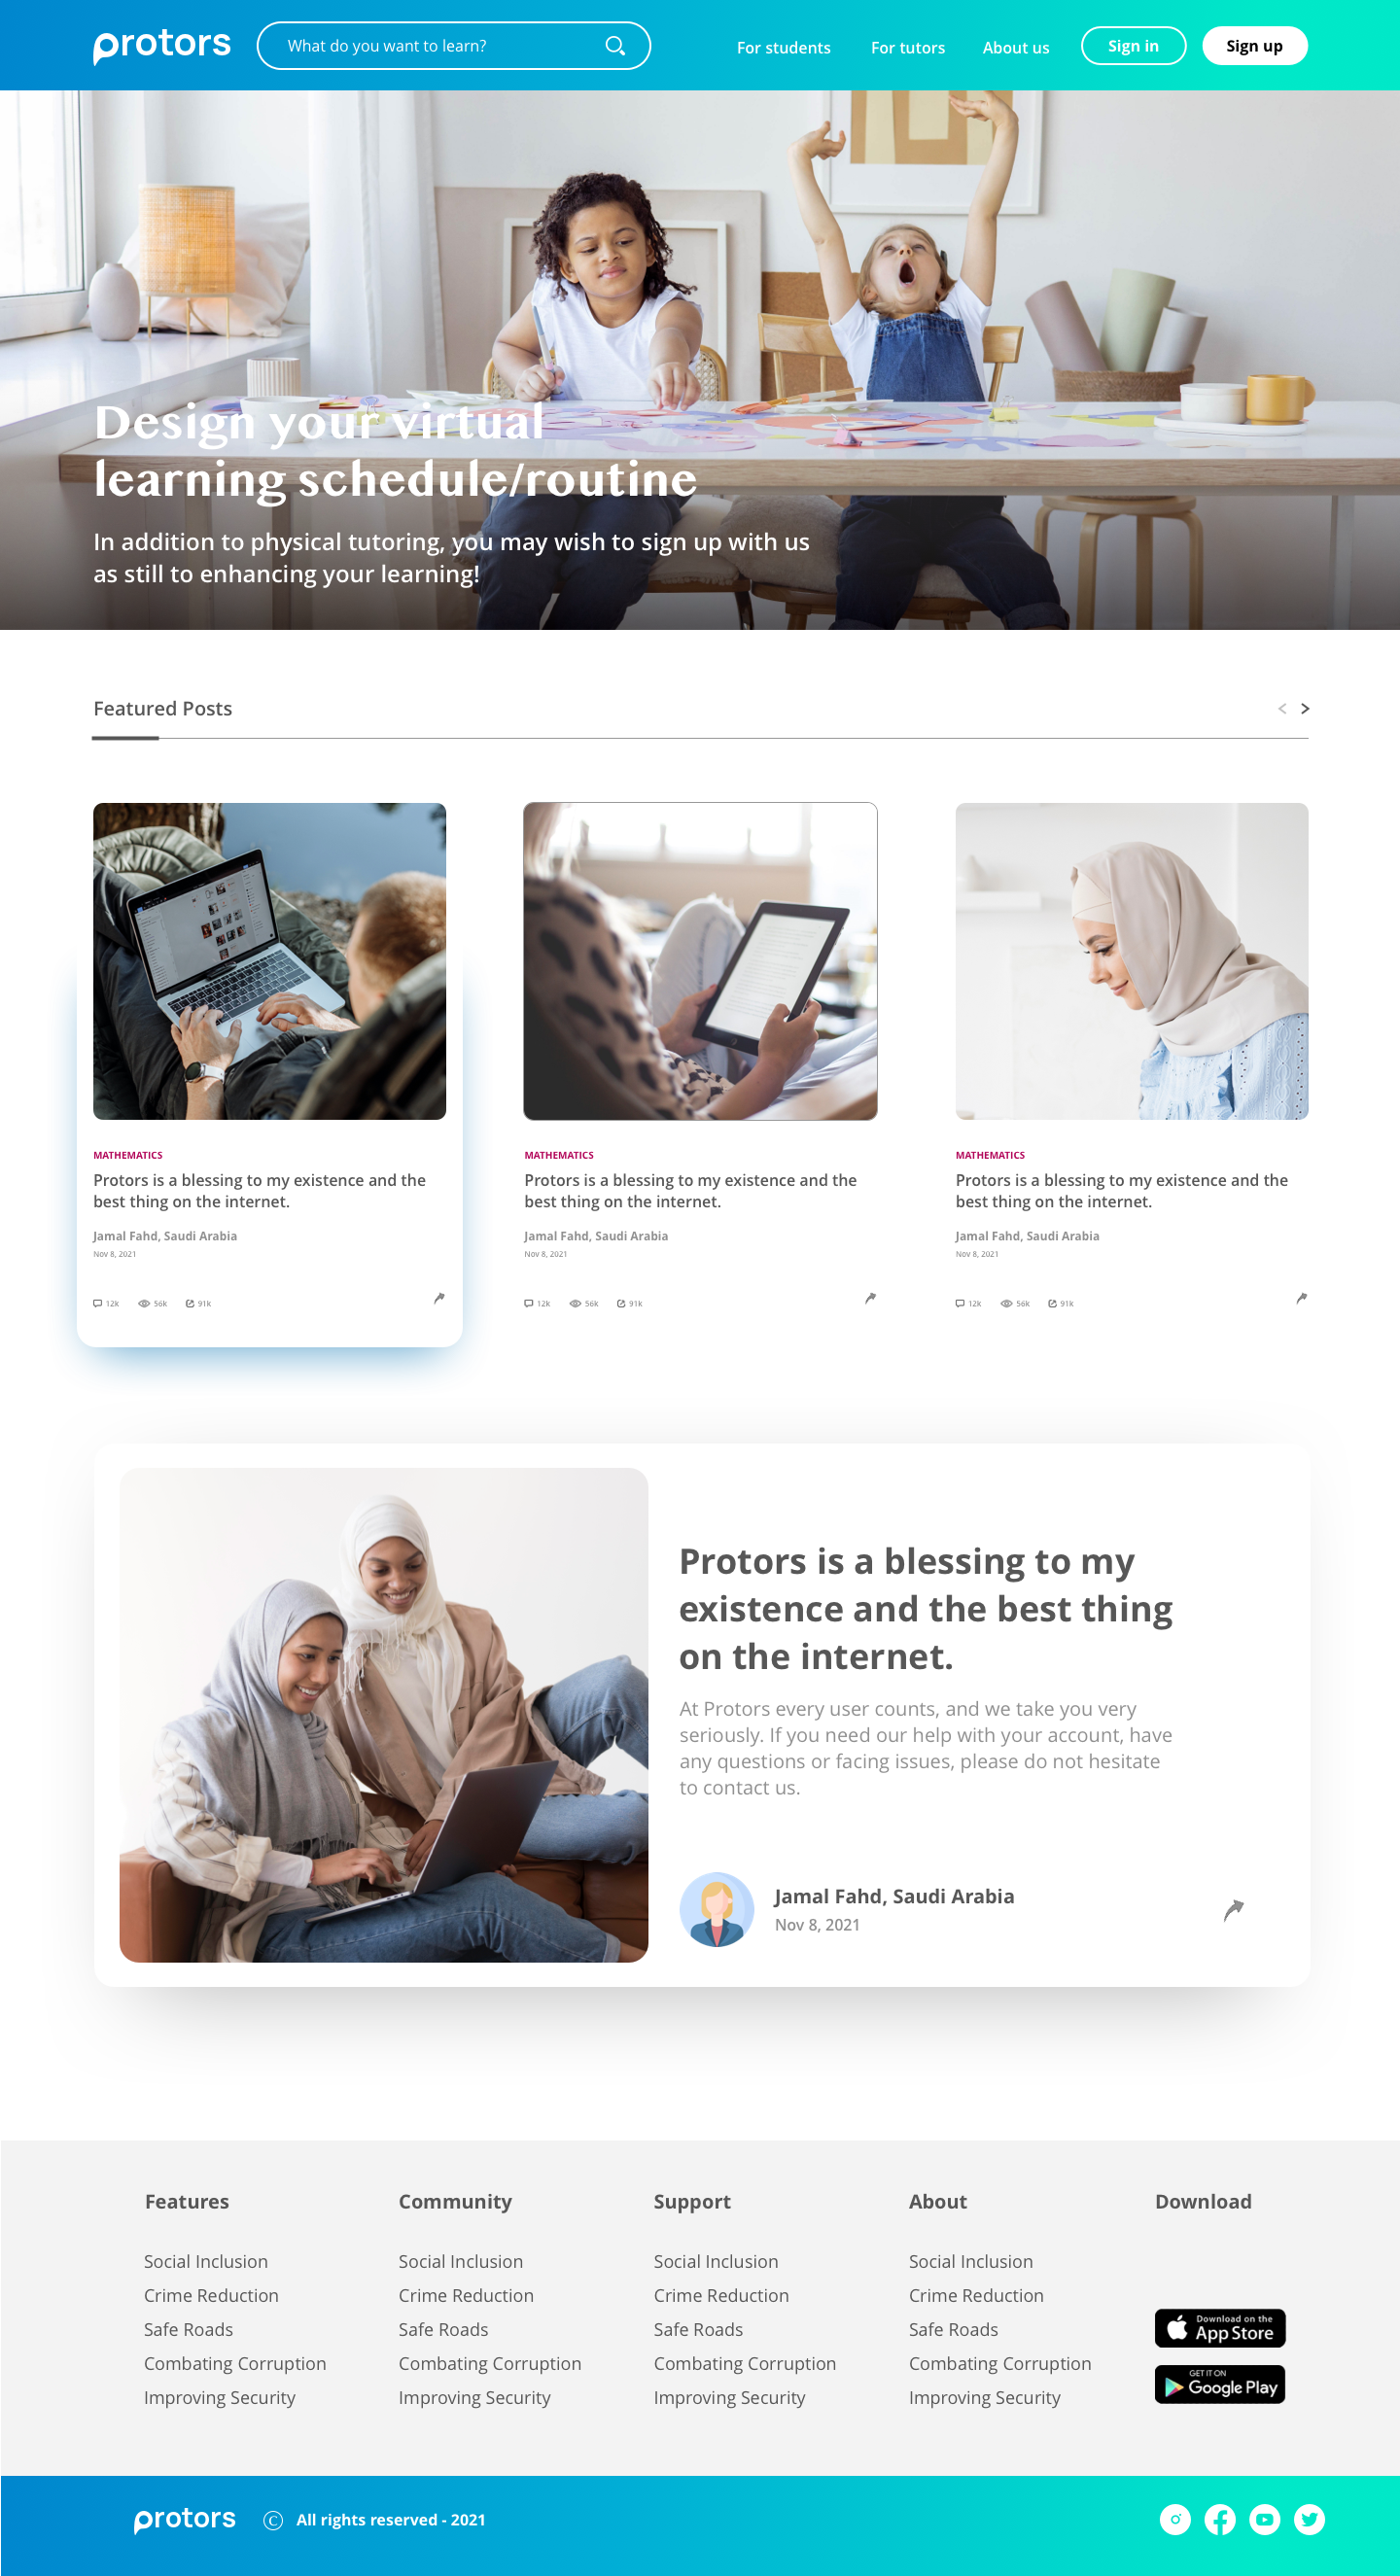 protors
What do you want to learn?
For students
For tutors
About us
Sign in
Sign up
Design your virtual
learning schedule/routine
In addition to physical tutoring, you may wish to sign up with us
as still to enhancing your learning!
Featured Posts
MATHEMATICS
Protors is a blessing to my existence and the
best thing on the internet.
Jamal Fahd, Saudi Arabia
Nov 8, 2021
12k
56k
91k
MATHEMATICS
Protors is a blessing to my existence and the
best thing on the internet.
Jamal Fahd, Saudi Arabia
Nov 8, 2021
12k
56k
91k
MATHEMATICS
Protors is a blessing to my existence and the
best thing on the internet.
Jamal Fahd, Saudi Arabia
Nov 8, 2021
12k
56k
91k
Protors is a blessing to my
existence and the best thing
on the internet.
At Protors every user counts, and we take you very
seriously. If you need our help with your account, have
any questions or facing issues, please do not hesitate
to contact us.
Jamal Fahd, Saudi Arabia
Nov 8, 2021
Features
Social Inclusion
Crime Reduction
Safe Roads
Combating Corruption
Improving Security
Community
Social Inclusion
Crime Reduction
Safe Roads
Combating Corruption
Improving Security
Support
Social Inclusion
Crime Reduction
Safe Roads
Combating Corruption
Improving Security
About
Social Inclusion
Crime Reduction
Safe Roads
Combating Corruption
Improving Security
Download
Download on the
App Store
GET IT ON
Google Play
protors
© All rights reserved - 2021